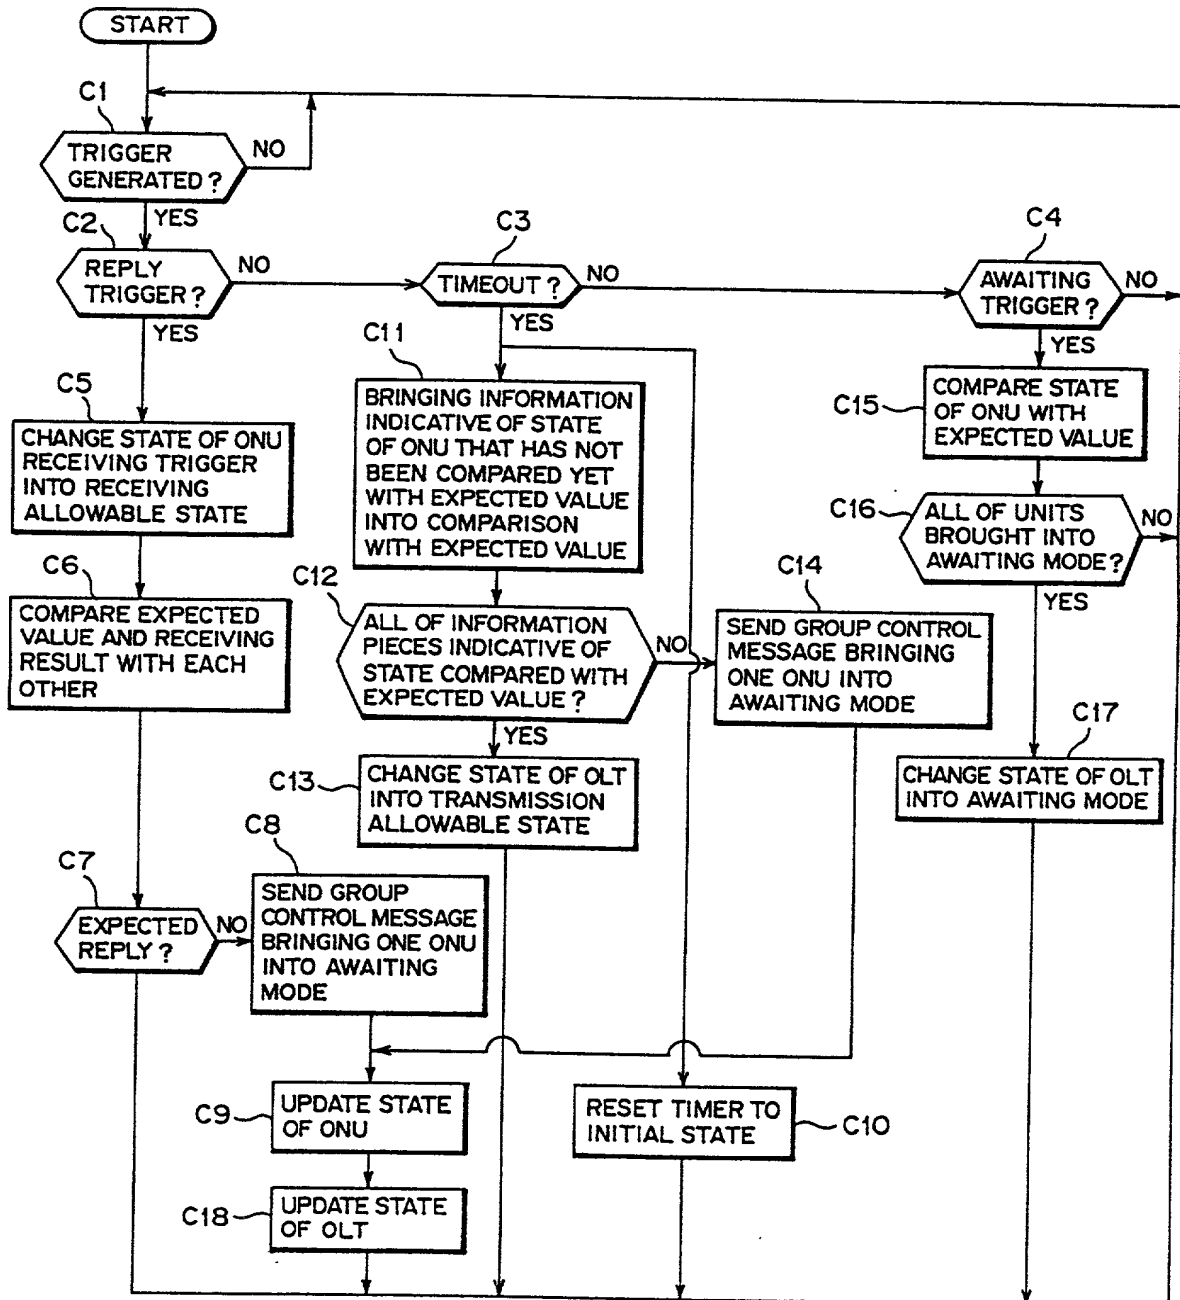 START
C1
TRIGGER
GENERATED?
NO
YES
C2
REPLY
TRIGGER?
NO
YES
C3
TIMEOUT?
NO
YES
C4
AWAITING
TRIGGER?
NO
YES
C5
CHANGE STATE OF ONU
RECEIVING TRIGGER
INTO RECEIVING
ALLOWABLE STATE
C11
BRINGING INFORMATION
INDICATIVE OF STATE
OF ONU THAT HAS NOT
BEEN COMPARED YET
WITH EXPECTED VALUE
INTO COMPARISON
WITH EXPECTED VALUE
C15
COMPARE STATE
OF ONU WITH
EXPECTED VALUE
C16
ALL OF UNITS
BROUGHT INTO
AWAITING MODE?
NO
YES
C6
COMPARE EXPECTED
VALUE AND RECEIVING
RESULT WITH EACH
OTHER
C12
ALL OF INFORMATION
PIECES INDICATIVE OF
STATE COMPARED WITH
EXPECTED VALUE?
NO
YES
C14
SEND GROUP CONTROL
MESSAGE BRINGING
ONE ONU INTO
AWAITING MODE
C17
CHANGE STATE OF OLT
INTO AWAITING MODE
C13
CHANGE STATE OF OLT
INTO TRANSMISSION
ALLOWABLE STATE
C7
EXPECTED
REPLY?
NO
C8
SEND GROUP
CONTROL MESSAGE
BRINGING ONE ONU
INTO AWAITING
MODE
C9
UPDATE STATE
OF ONU
C10
RESET TIMER TO
INITIAL STATE
C18
UPDATE STATE
OF OLT